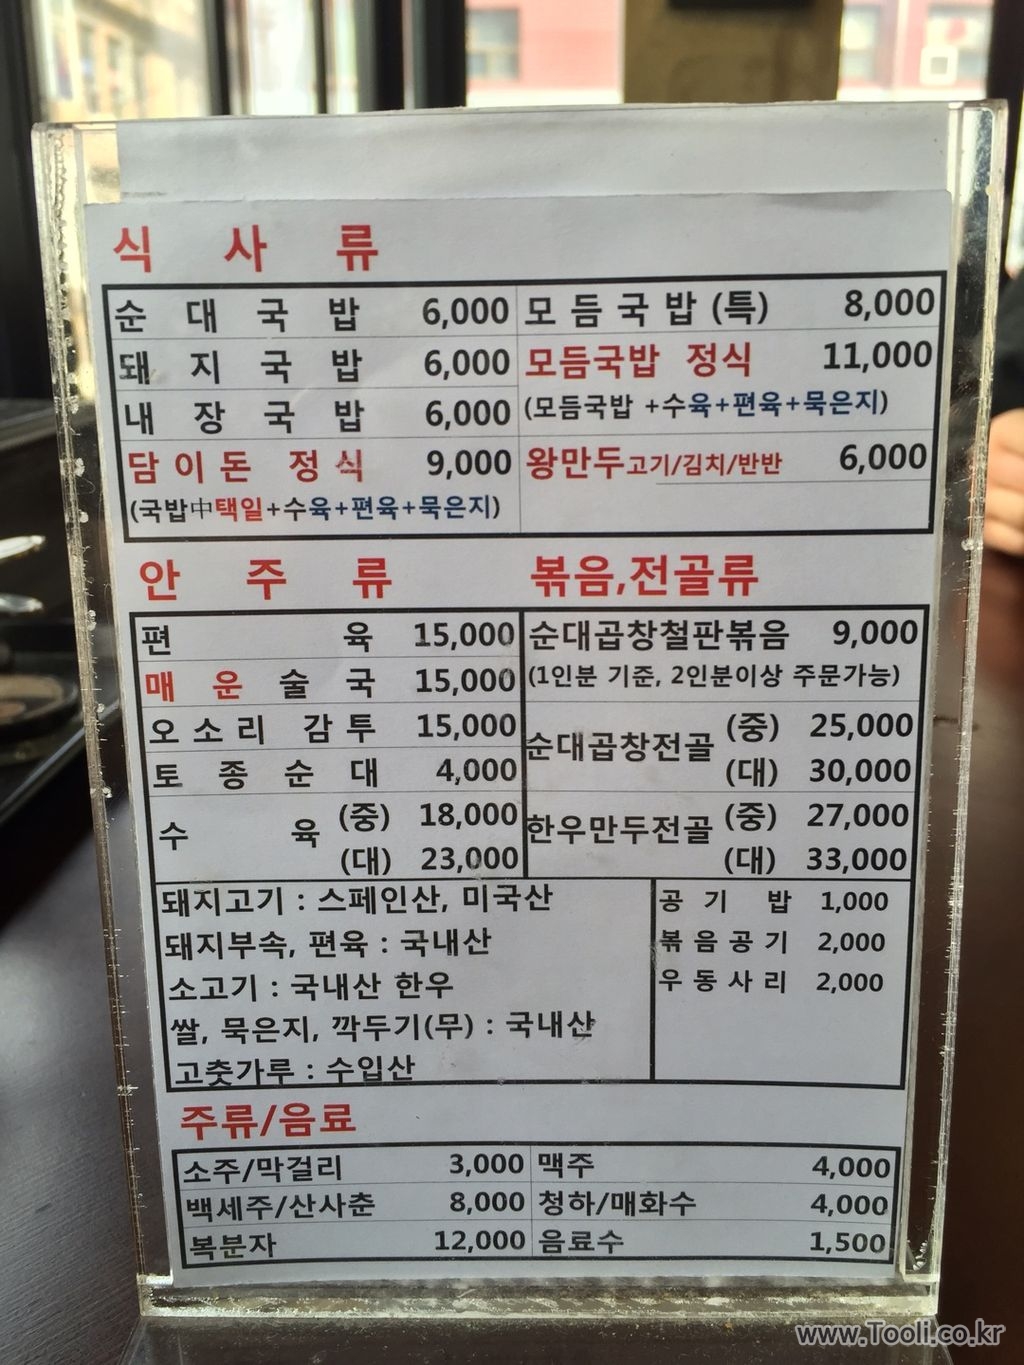 식 사 류
순 대 국 밥 6,000
돼 지 국 밥 6,000
내 장 국 밥 6,000
담 이 돈 정 식 9,000
(국밥中택일+수육+편육+묵은지)
모 듬 국 밥 (특) 8,000
모듬국밥 정식 11,000
(모듬국밥 +수육+편육+묵은지)
왕만두고기/김치/반반 6,000
안 주 류
편 육 15,000
매 운 술 국 15,000
오 소 리 감 투 15,000
토 종 순 대 4,000
수 육 (중) 18,000
(대) 23,000
볶음,전골류
순대곱창철판볶음 9,000
(1인분 기준, 2인분이상 주문가능)
순대곱창전골 (중) 25,000
(대) 30,000
한우만두전골 (중) 27,000
(대) 33,000
돼지고기 : 스페인산, 미국산
돼지부속, 편육 : 국내산
소고기 : 국내산 한우
쌀, 묵은지, 깍두기(무) : 국내산
고춧가루 : 수입산
공 기 밥 1,000
볶 음 공 기 2,000
우 동 사 리 2,000
주류/음료
소주/막걸리 3,000
백세주/산사춘 8,000
복분자 12,000
맥주 4,000
청하/매화수 4,000
음료수 1,500
www.Tooli.co.kr